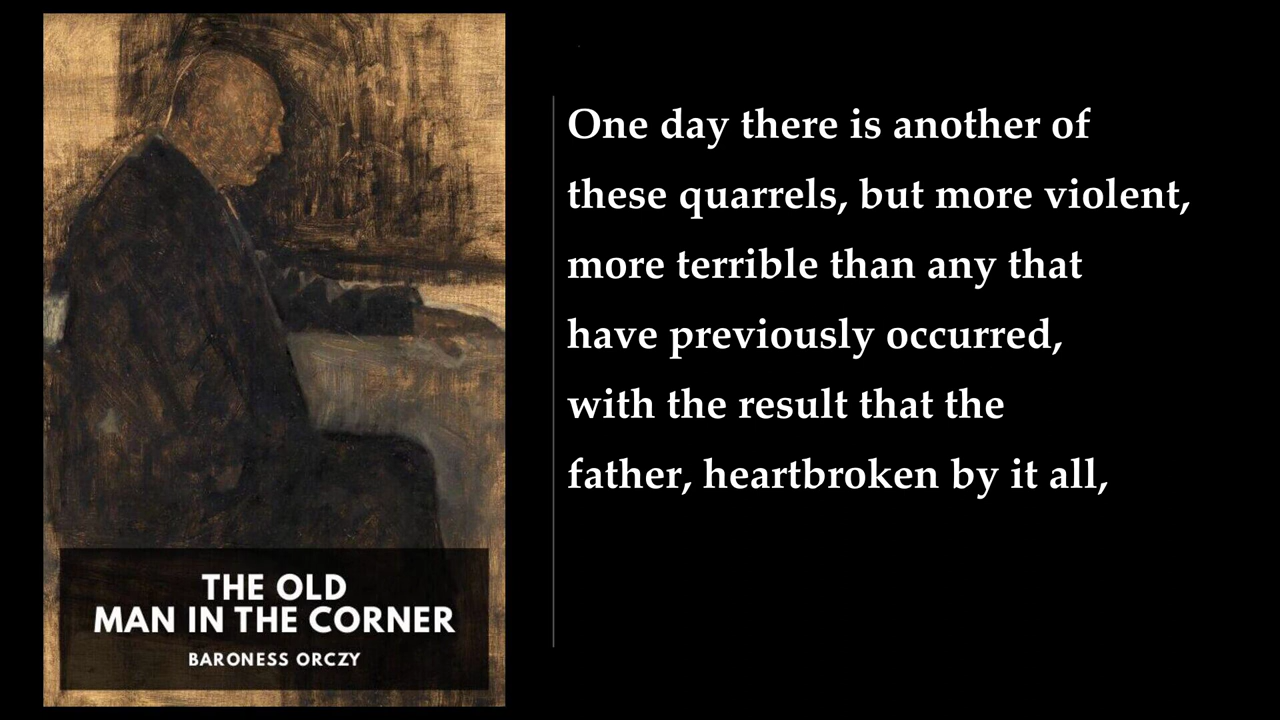 THE OLD
MAN IN THE CORNER
BARONESS ORCZY
One day there is another of
these quarrels, but more violent,
more terrible than any that
have previously occurred,
with the result that the
father, heartbroken by it all,